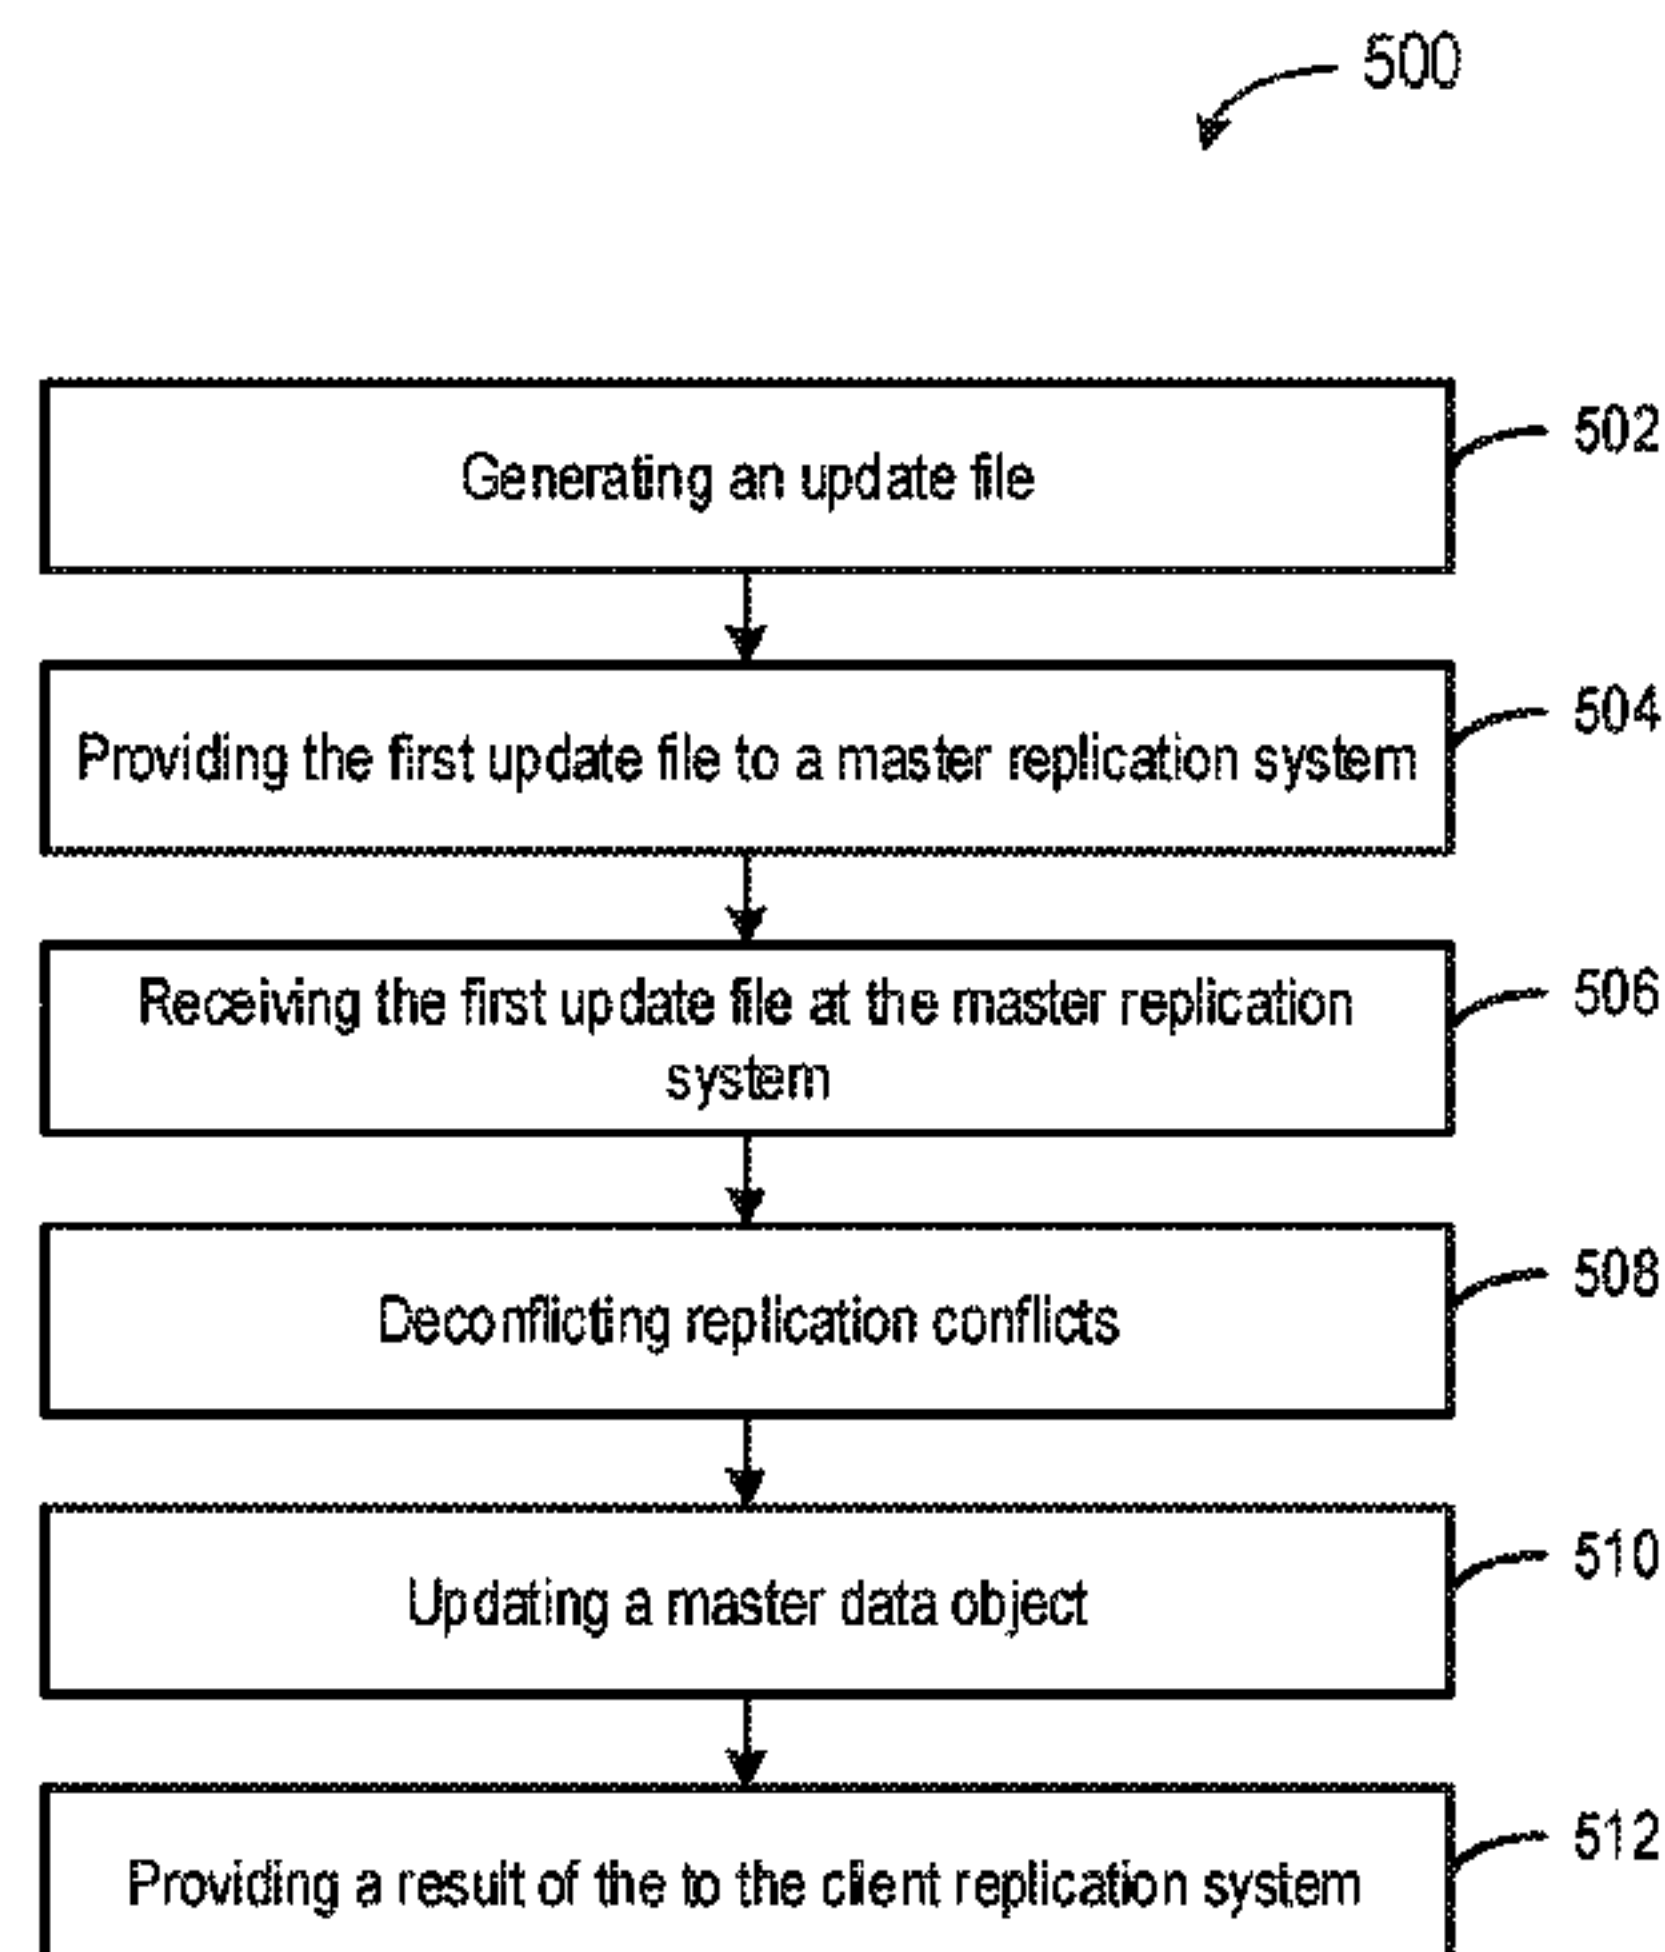 500
Generating an update file
502
Providing the first update file to a master replication system
504
Receiving the first update file at the master replication
system
506
Deconflicting replication conflicts
508
Updating a master data object
510
Providing a result of the to the client replication system
512